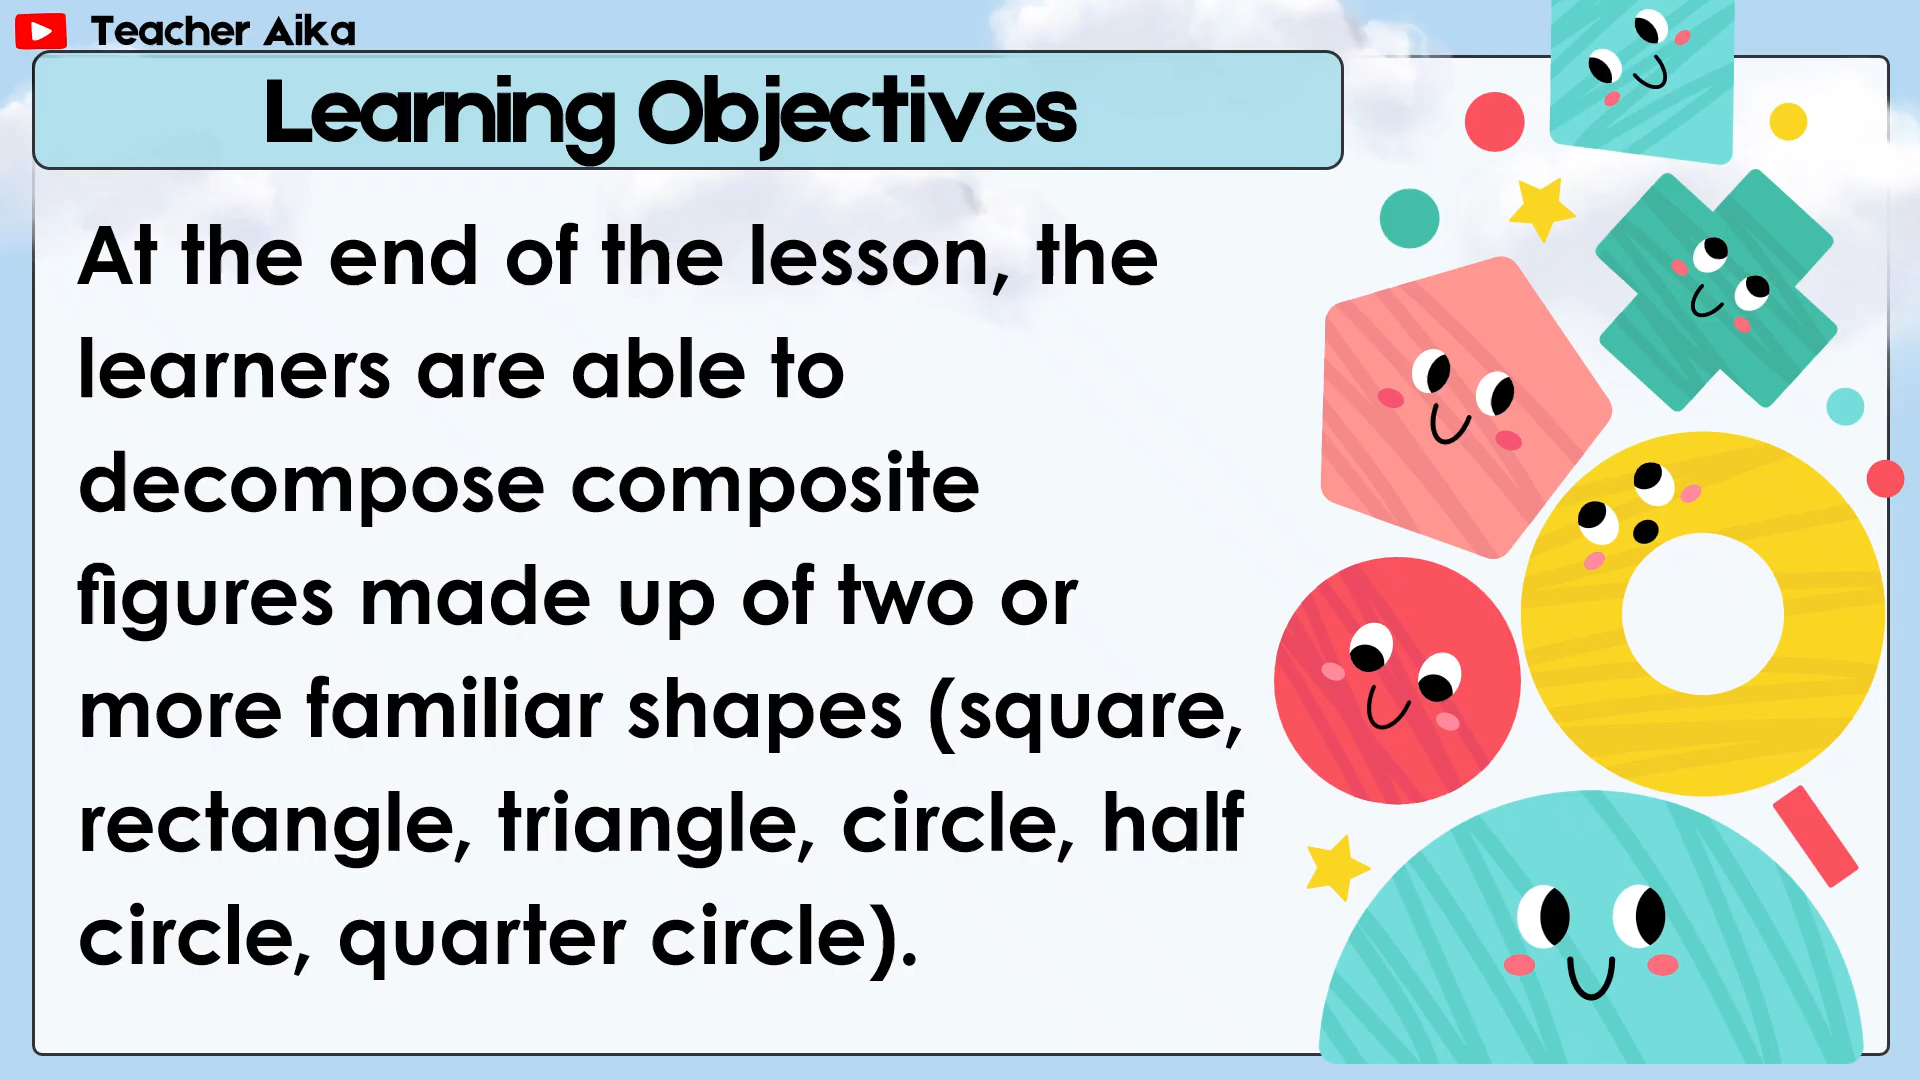 Teacher Aika
Learning Objectives
At the end of the lesson, the
learners are able to
decompose composite
figures made up of two or
more familiar shapes (square,
rectangle, triangle, circle, half
circle, quarter circle).